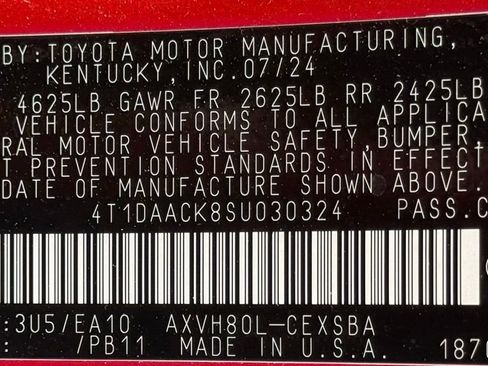 BY: TOYOTA MOTOR MANUFACTURING,
KENTUCKY, INC. 07/24
4625LB GAWR FR 2625LB RR 2425LB
VEHICLE CONFORMS TO ALL APPLICA
RAL MOTOR VEHICLE SAFETY, BUMPER,
T PREVENTION STANDARDS IN EFFECT
DATE OF MANUFACTURE SHOWN ABOVE.
4T1DAACK8SU030324 PASS.C
:3U5/EA10 AXVH80L-CEXSBA
/PB11 MADE IN U.S.A. 187